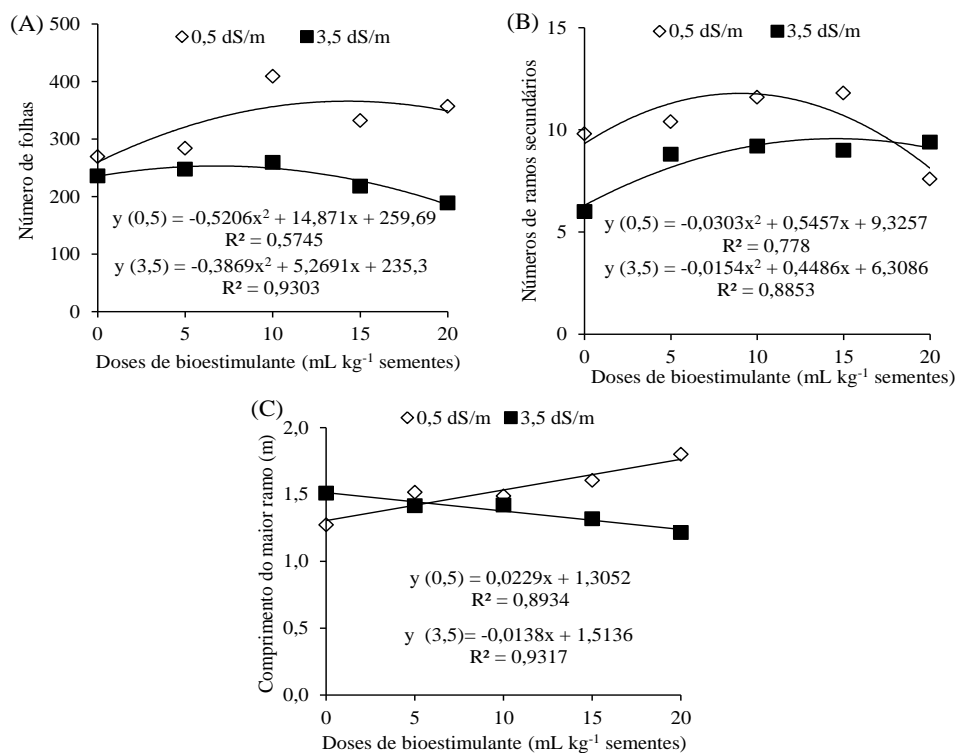 (A)
◇ 0,5 dS/m ■ 3,5 dS/m
Número de folhas
500
400
300
200
100
0
y (0,5) = -0,5206x² + 14,871x + 259,69
R² = 0,5745
y (3,5) = -0,3869x² + 5,2691x + 235,3
R² = 0,9303
0 5 10 15 20
Doses de bioestimulante (mL kg⁻¹ sementes)
(B)
◇ 0,5 dS/m ■ 3,5 dS/m
Números de ramos secundários
15
10
5
0
y (0,5) = -0,0303x² + 0,5457x + 9,3257
R² = 0,778
y (3,5) = -0,0154x² + 0,4486x + 6,3086
R² = 0,8853
0 5 10 15 20
Doses de bioestimulante (mL kg⁻¹ sementes)
(C)
◇ 0,5 dS/m ■ 3,5 dS/m
Comprimento do maior ramo (m)
2,0
1,5
1,0
0,5
0,0
y (0,5) = 0,0229x + 1,3052
R² = 0,8934
y (3,5)= -0,0138x + 1,5136
R² = 0,9317
0 5 10 15 20
Doses de bioestimulante (mL kg⁻¹ sementes)